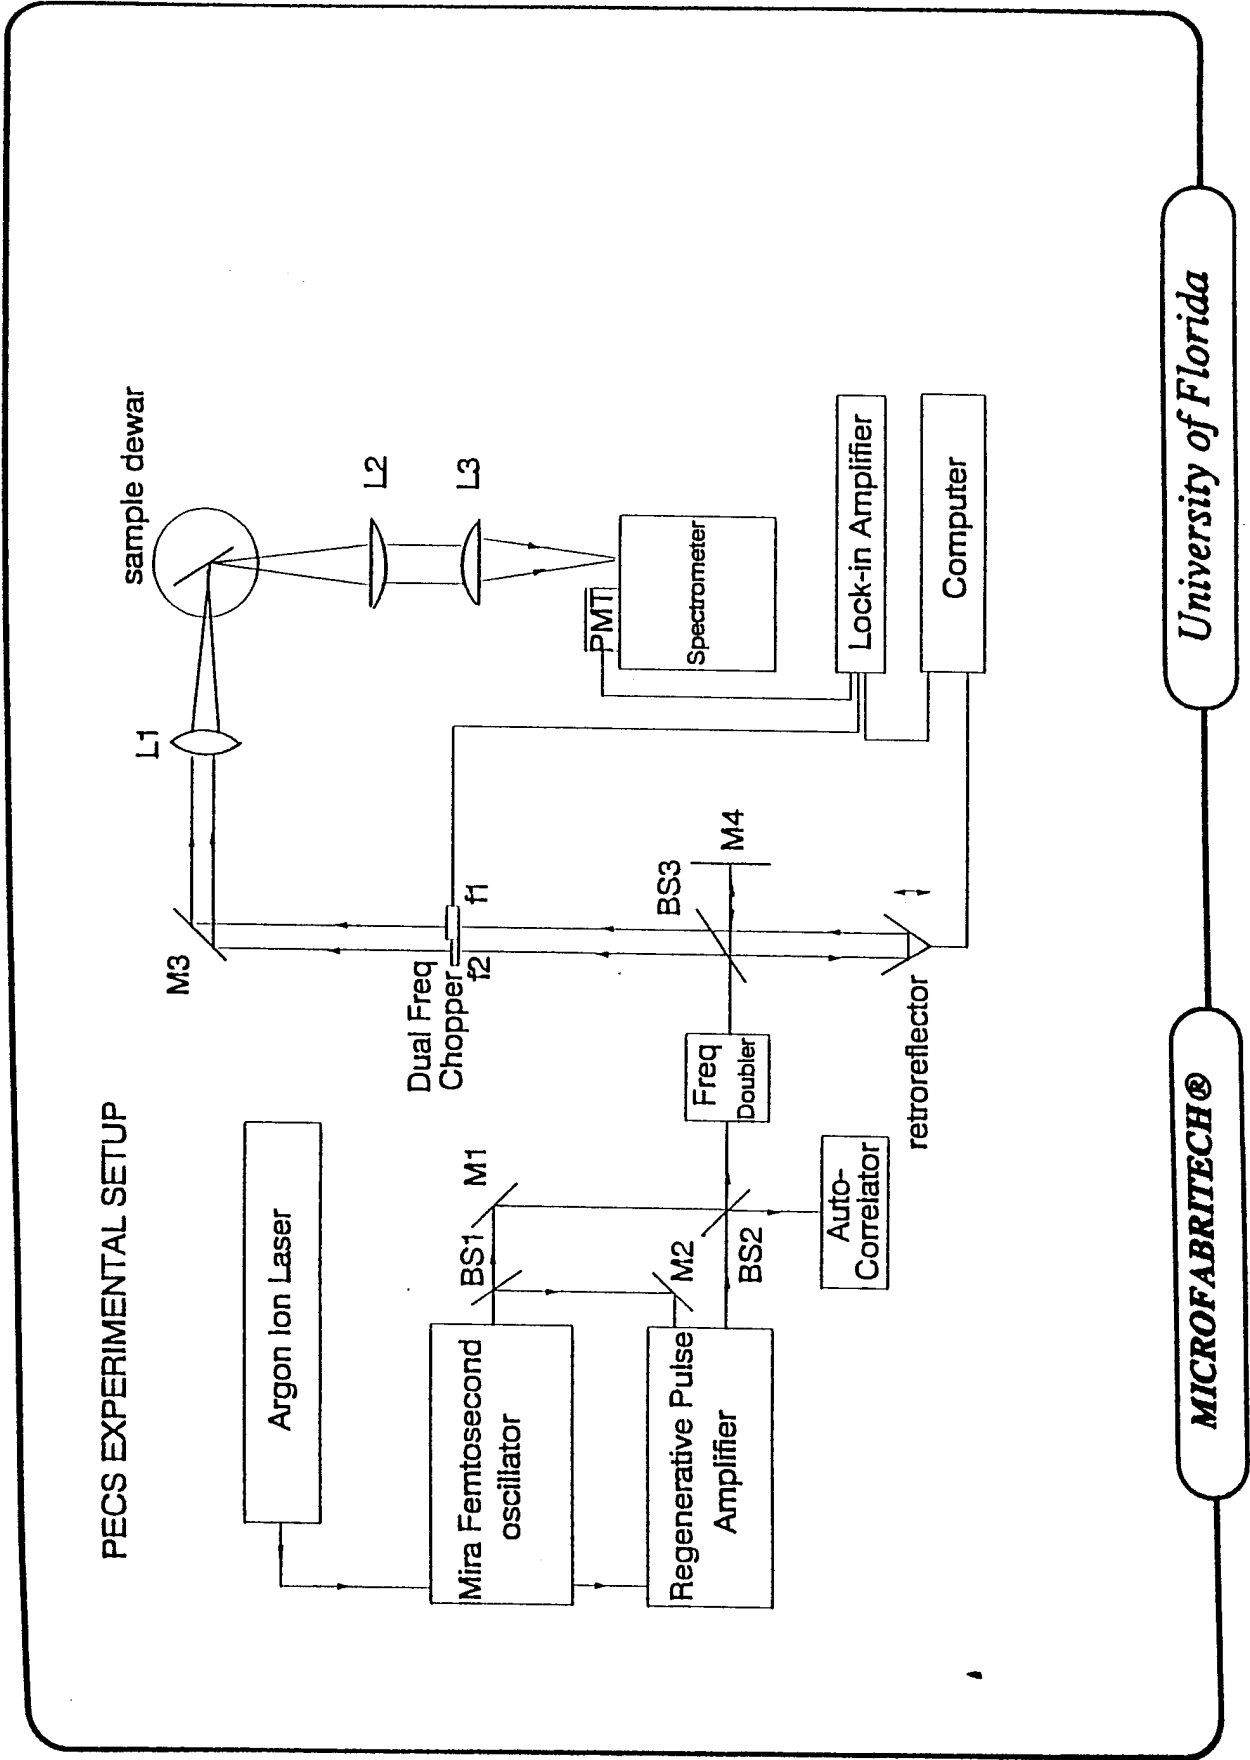 PECS EXPERIMENTAL SETUP
Argon Ion Laser
Mira Femtosecond
oscillator
Regenerative Pulse
Amplifier
BS1
M1
M2
BS2
Auto-
Correlator
Freq
Doubler
M3
Dual Freq
Chopper
f2
f1
BS3
M4
retroreflector
L1
sample dewar
L2
L3
PMT
Spectrometer
Lock-in Amplifier
Computer
MICROFABRITECH®
University of Florida